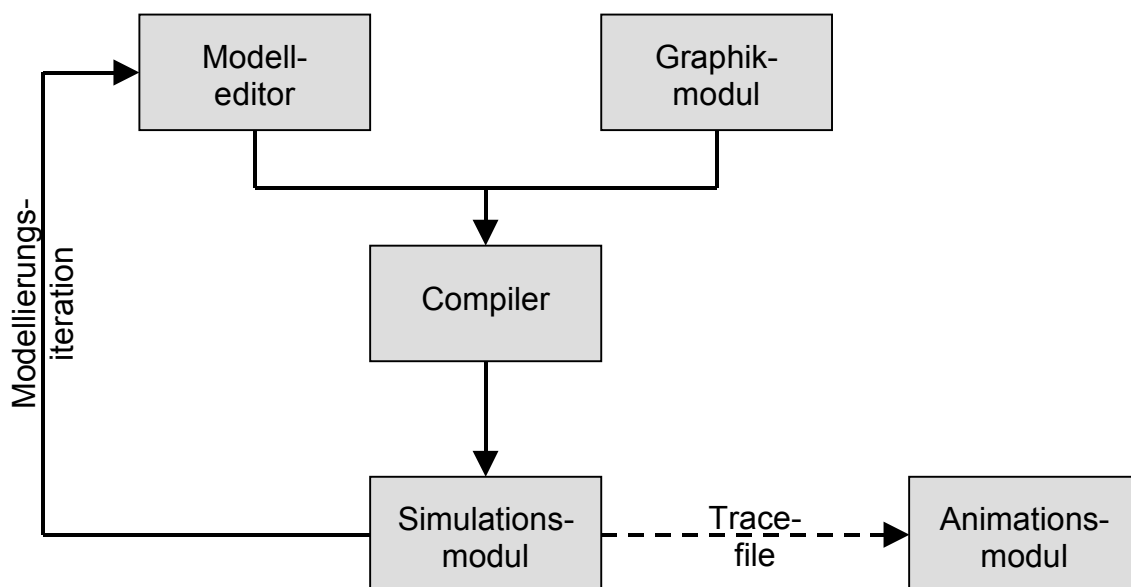 Modell-
editor
Graphik-
modul
Modellierungs-
iteration
Compiler
Simulations-
modul
Trace-
file
Animations-
modul